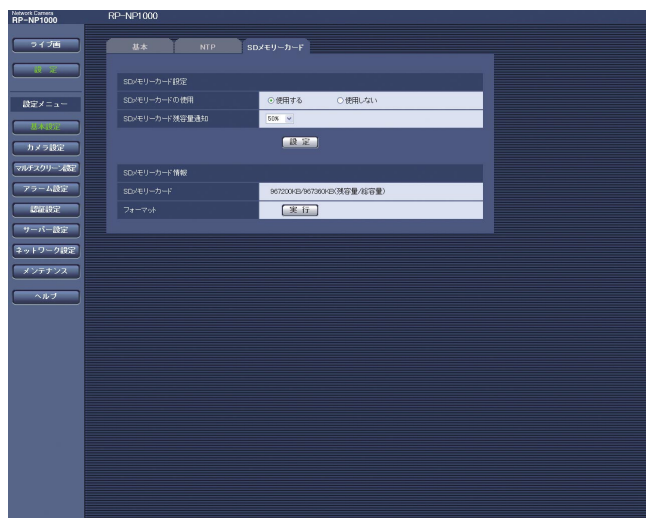 Network Camera
RP-NP1000
RP-NP1000
ライブ画
設定
設定メニュー
基本設定
カメラ設定
マルチスクリーン設定
アラーム設定
認証設定
サーバー設定
ネットワーク設定
メンテナンス
ヘルプ
基本 NTP SDメモリーカード
SDメモリーカード設定
SDメモリーカードの使用 使用する 使用しない
SDメモリーカード残容量通知 50%
設定
SDメモリーカード情報
SDメモリーカード 967200KB/967360KB(残容量/総容量)
フォーマット 実行